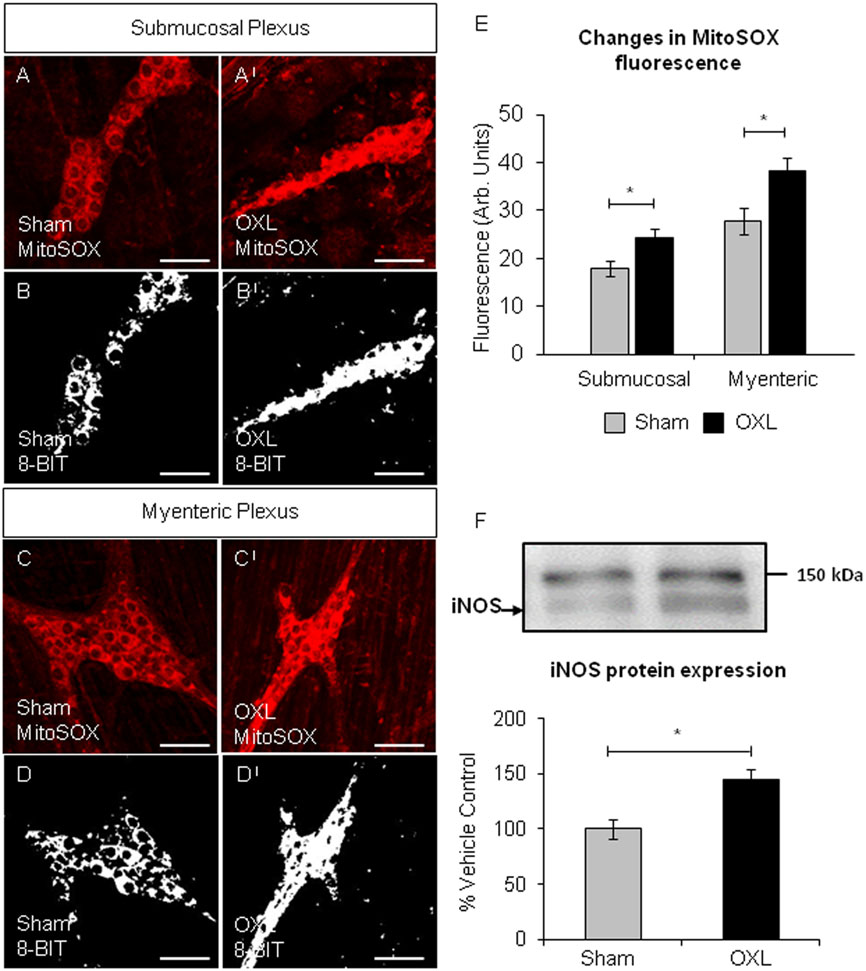 Submucosal Plexus
A
Sham
MitoSOX
A'
OXL
MitoSOX
B
Sham
8-BIT
B'
OXL
8-BIT
Myenteric Plexus
C
Sham
MitoSOX
C'
OXL
MitoSOX
D
Sham
8-BIT
D'
OX
8-BIT
E
Changes in MitoSOX
fluorescence
Fluorescence (Arb. Units)
50
40
30
20
10
0
*
*
Submucosal
Myenteric
Sham
OXL
F
iNOS
150 kDa
iNOS protein expression
% Vehicle Control
200
150
100
50
0
*
Sham
OXL